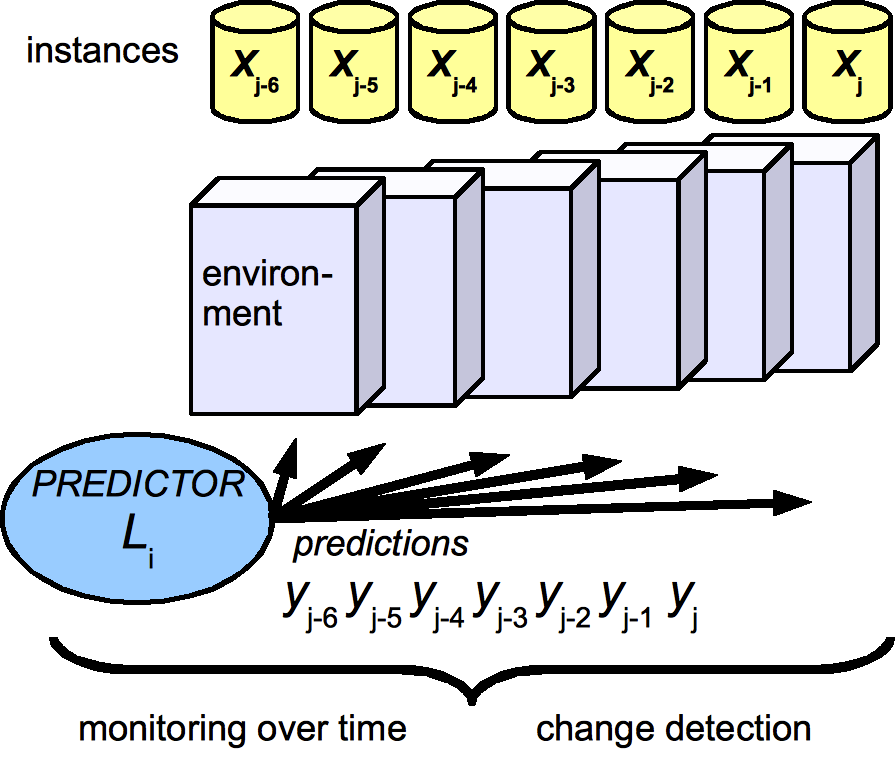 instances
x j-6 x j-5 x j-4 x j-3 x j-2 x j-1 x j
environ-
ment
PREDICTOR
L i
predictions
y j-6 y j-5 y j-4 y j-3 y j-2 y j-1 y j
monitoring over time
change detection